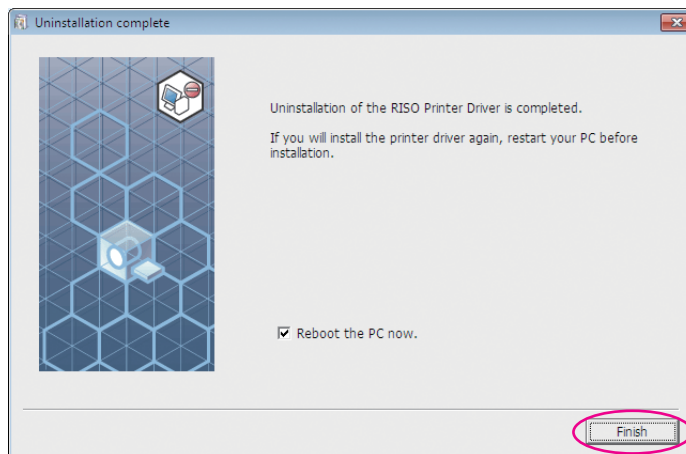 Uninstallation complete
Uninstallation of the RISO Printer Driver is completed.
If you will install the printer driver again, restart your PC before
installation.
Reboot the PC now.
Finish